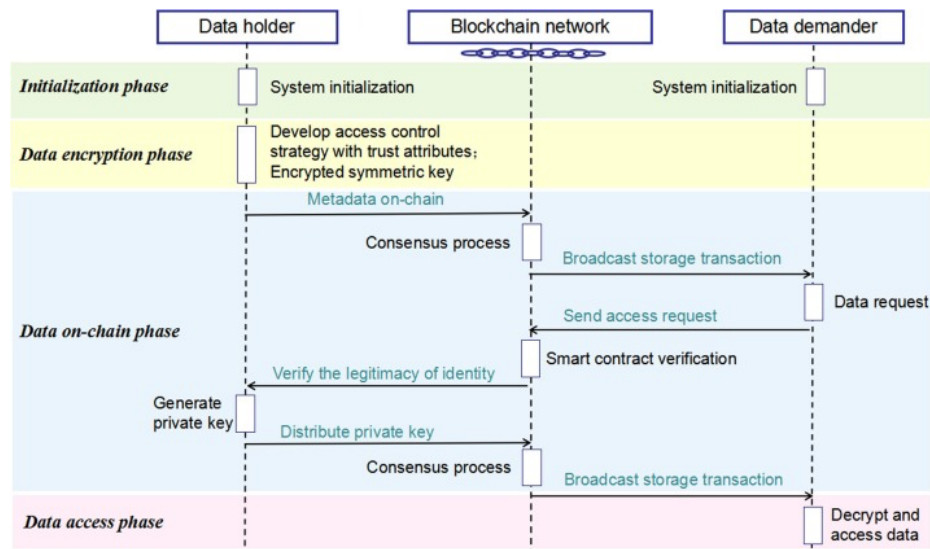 Data holder
Blockchain network
Data demander
Initialization phase
System initialization
System initialization
Data encryption phase
Develop access control
strategy with trust attributes;
Encrypted symmetric key
Metadata on-chain
Consensus process
Broadcast storage transaction
Data request
Send access request
Data on-chain phase
Smart contract verification
Verify the legitimacy of identity
Generate
private key
Distribute private key
Consensus process
Broadcast storage transaction
Data access phase
Decrypt and
access data